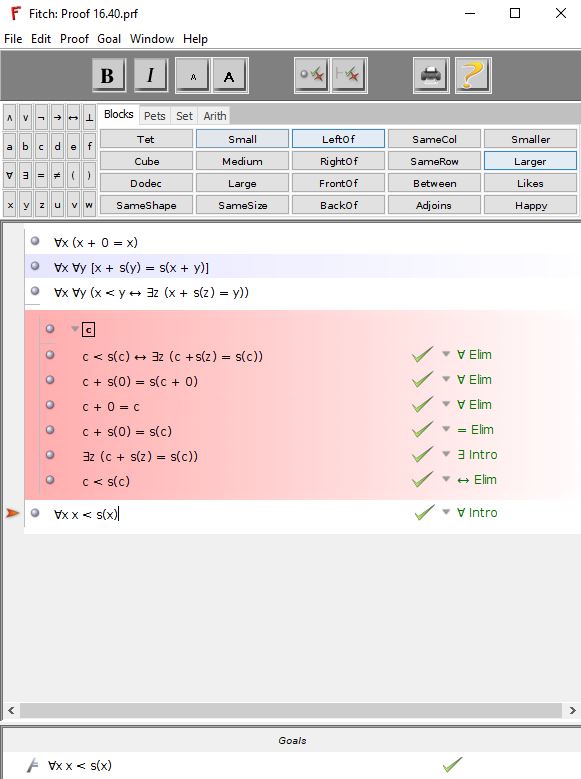 Fitch: Proof 16.40.prf
File Edit Proof Goal Window Help
B I A A
∧ ∨ ¬ → ↔ ⊥ Blocks Pets Set Arith
a b c d e f Tet Small LeftOf SameCol Smaller
Cube Medium RightOf SameRow Larger
∀ ∃ = ≠ ( ) Dodec Large FrontOf Between Likes
x y z u v w SameShape SameSize BackOf Adjoins Happy
∀x (x + 0 = x)
∀x ∀y [x + s(y) = s(x + y)]
∀x ∀y (x < y ↔ ∃z (x + s(z) = y))
c
c < s(c) ↔ ∃z (c +s(z) = s(c)) ∀ Elim
c + s(0) = s(c + 0) ∀ Elim
c + 0 = c ∀ Elim
c + s(0) = s(c) = Elim
∃z (c + s(z) = s(c)) ∃ Intro
c < s(c) ↔ Elim
∀x x < s(x) ∀ Intro
Goals
∀x x < s(x)